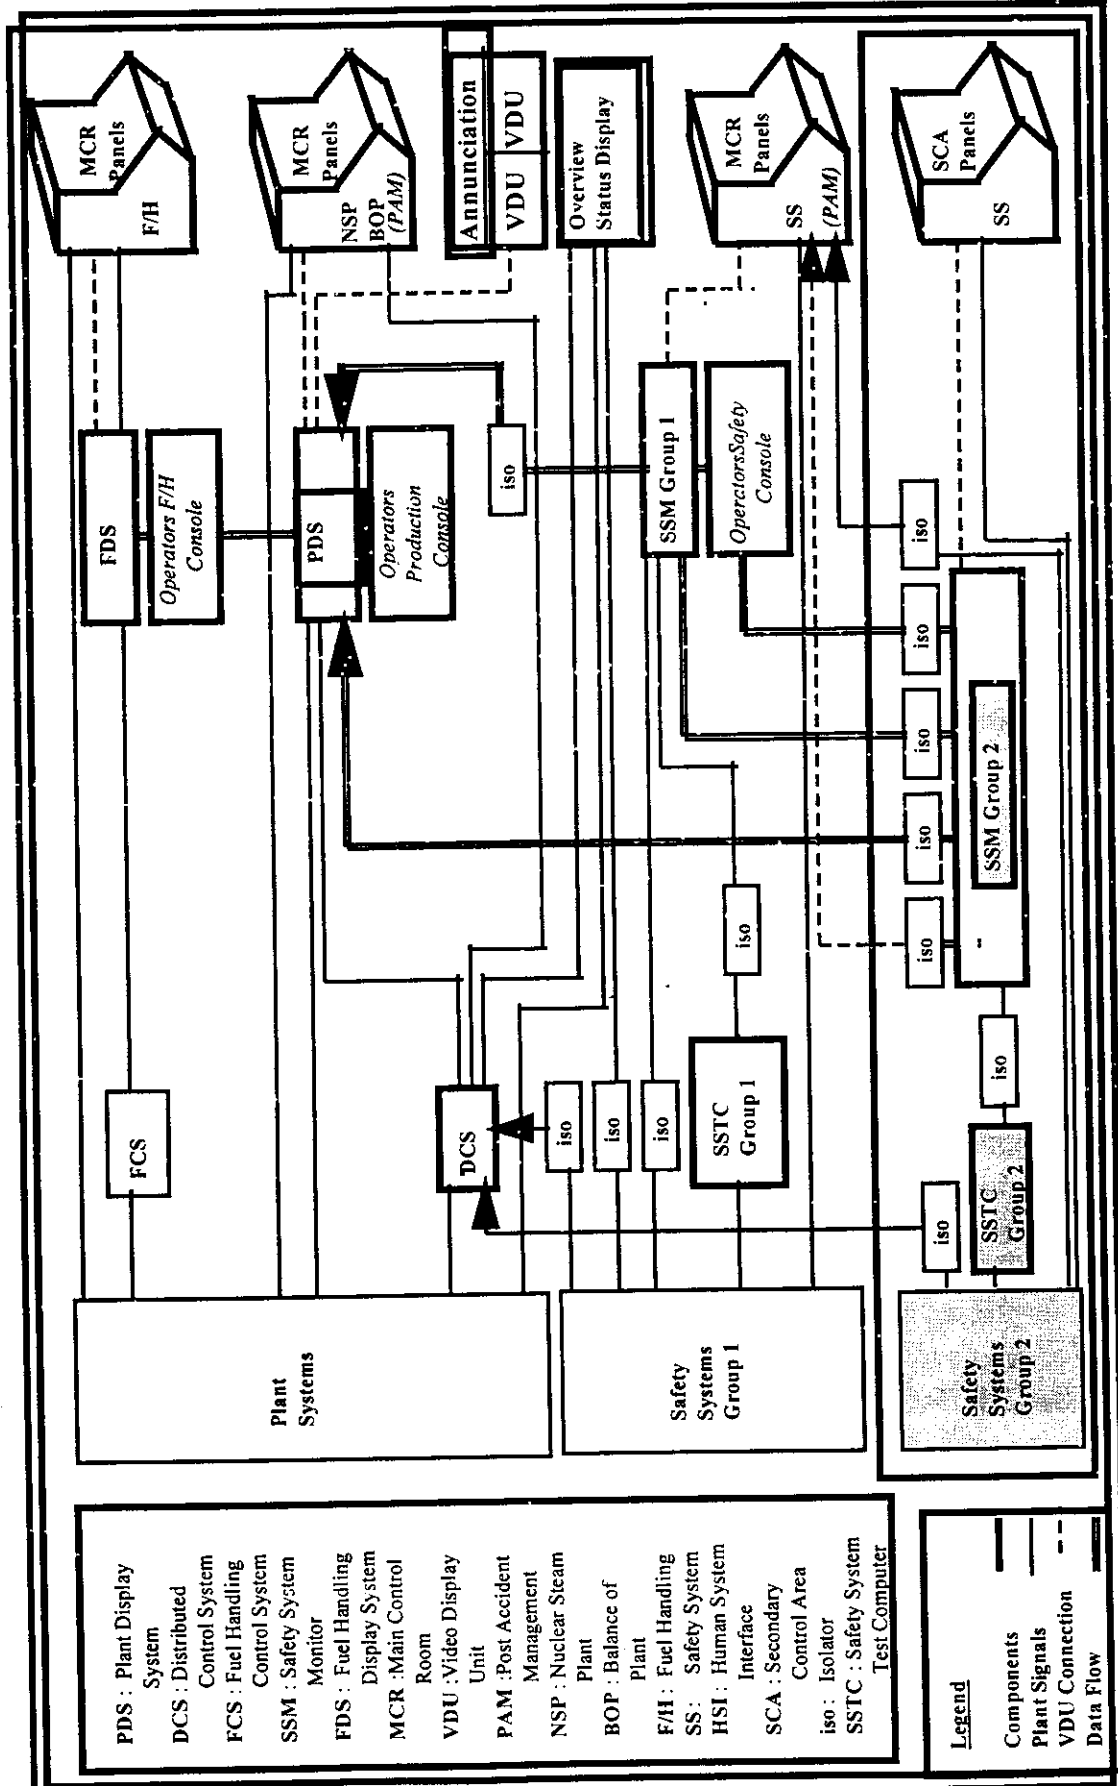 PDS : Plant Display
System
DCS : Distributed
Control System
FCS : Fuel Handling
Control System
SSM : Safety System
Monitor
FDS : Fuel Handling
Display System
MCR :Main Control
Room
VDU :Video Display
Unit
PAM :Post Accident
Management
NSP : Nuclear Steam
Plant
BOP : Balance of
Plant
F/H : Fuel Handling
SS : Safety System
HSI : Human System
Interface
SCA : Secondary
Control Area
iso : Isolator
SSTC : Safety System
Test Computer
Legend
Components
Plant Signals
VDU Connection
Data Flow
Plant
Systems
Safety
Systems
Group 1
Safety
Systems
Group 2
FCS
DCS
iso
iso
iso
SSTC
Group 1
iso
iso
SSTC
Group 2
iso
FDS
Operators F/H
Console
PDS
Operators
Production
Console
iso
SSM Group 1
OperatorsSafety
Console
iso
iso
iso
iso
iso
SSM Group 2
MCR
Panels
F/H
MCR
Panels
NSP
BOP
(PAM)
Annunciation
VDU VDU
Overview
Status Display
MCR
Panels
SS
(PAM)
SCA
Panels
SS